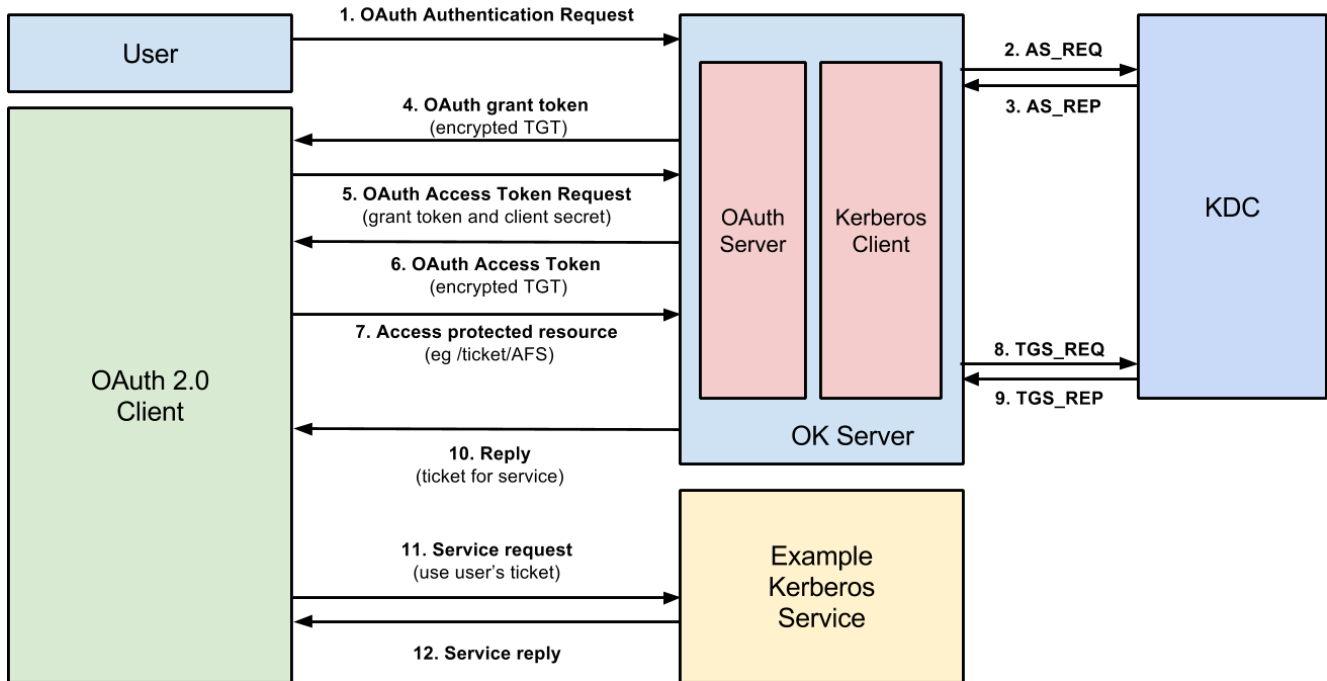 1. OAuth Authentication Request
User
2. AS_REQ
3. AS_REP
4. OAuth grant token
(encrypted TGT)
5. OAuth Access Token Request
(grant token and client secret)
OAuth
Server
Kerberos
Client
KDC
6. OAuth Access Token
(encrypted TGT)
7. Access protected resource
(eg /ticket/AFS)
8. TGS_REQ
9. TGS_REP
OAuth 2.0
Client
OK Server
10. Reply
(ticket for service)
11. Service request
(use user's ticket)
Example
Kerberos
Service
12. Service reply